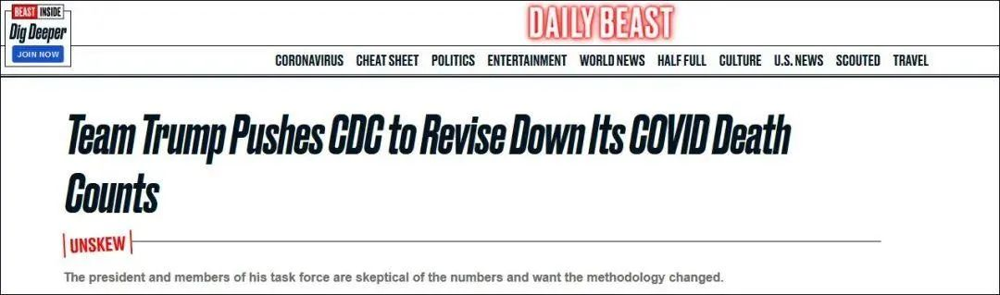 BEAST INSIDE
Dig Deeper
JOIN NOW
DAILY BEAST
CORONAVIRUS CHEAT SHEET POLITICS ENTERTAINMENT WORLD NEWS HALF FULL CULTURE U.S. NEWS SCOUTED TRAVEL
Team Trump Pushes CDC to Revise Down Its COVID Death
Counts
UNSKEW
The president and members of his task force are skeptical of the numbers and want the methodology changed.